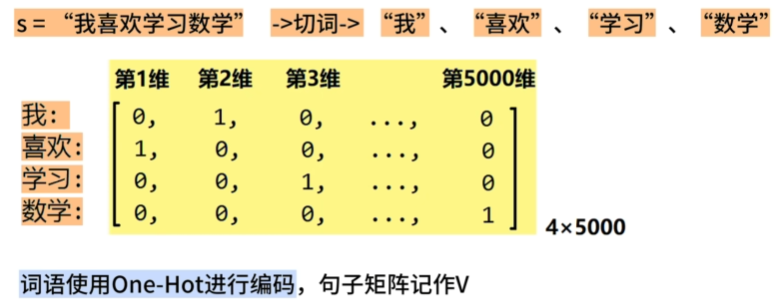 s = “我喜欢学习数学” ->切词-> “我” 、 “喜欢” 、 “学习” 、 “数学”
第1维 第2维 第3维 第5000维
我: 0, 1, 0, ..., 0
喜欢: 1, 0, 0, ..., 0
学习: 0, 0, 1, ..., 0
数学: 0, 0, 0, ..., 1
4×5000
词语使用One-Hot进行编码，句子矩阵记作V